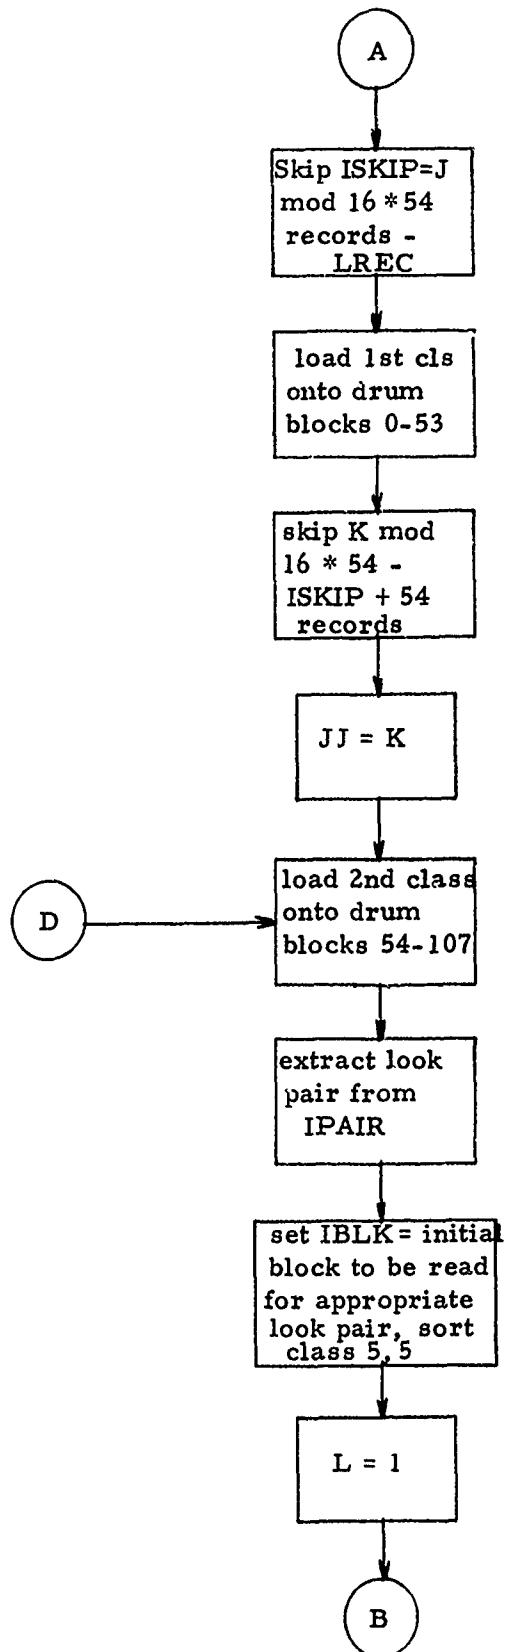 A
Skip ISKIP=J
mod 16 * 54
records -
LREC
load 1st cls
onto drum
blocks 0-53
skip K mod
16 * 54 -
ISKIP + 54
records
JJ = K
load 2nd class
onto drum
blocks 54-107
D
extract look
pair from
IPAIR
set IBLK = initial
block to be read
for appropriate
look pair, sort
class 5,5
L = 1
B